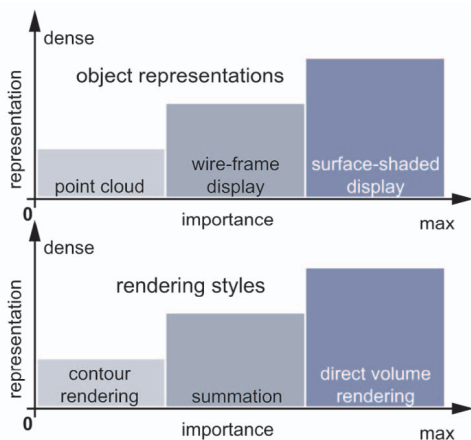 dense
object representations
representation
point cloud
wire-frame
display
surface-shaded
display
0
importance
max
dense
rendering styles
representation
contour
rendering
summation
direct volume
rendering
0
importance
max